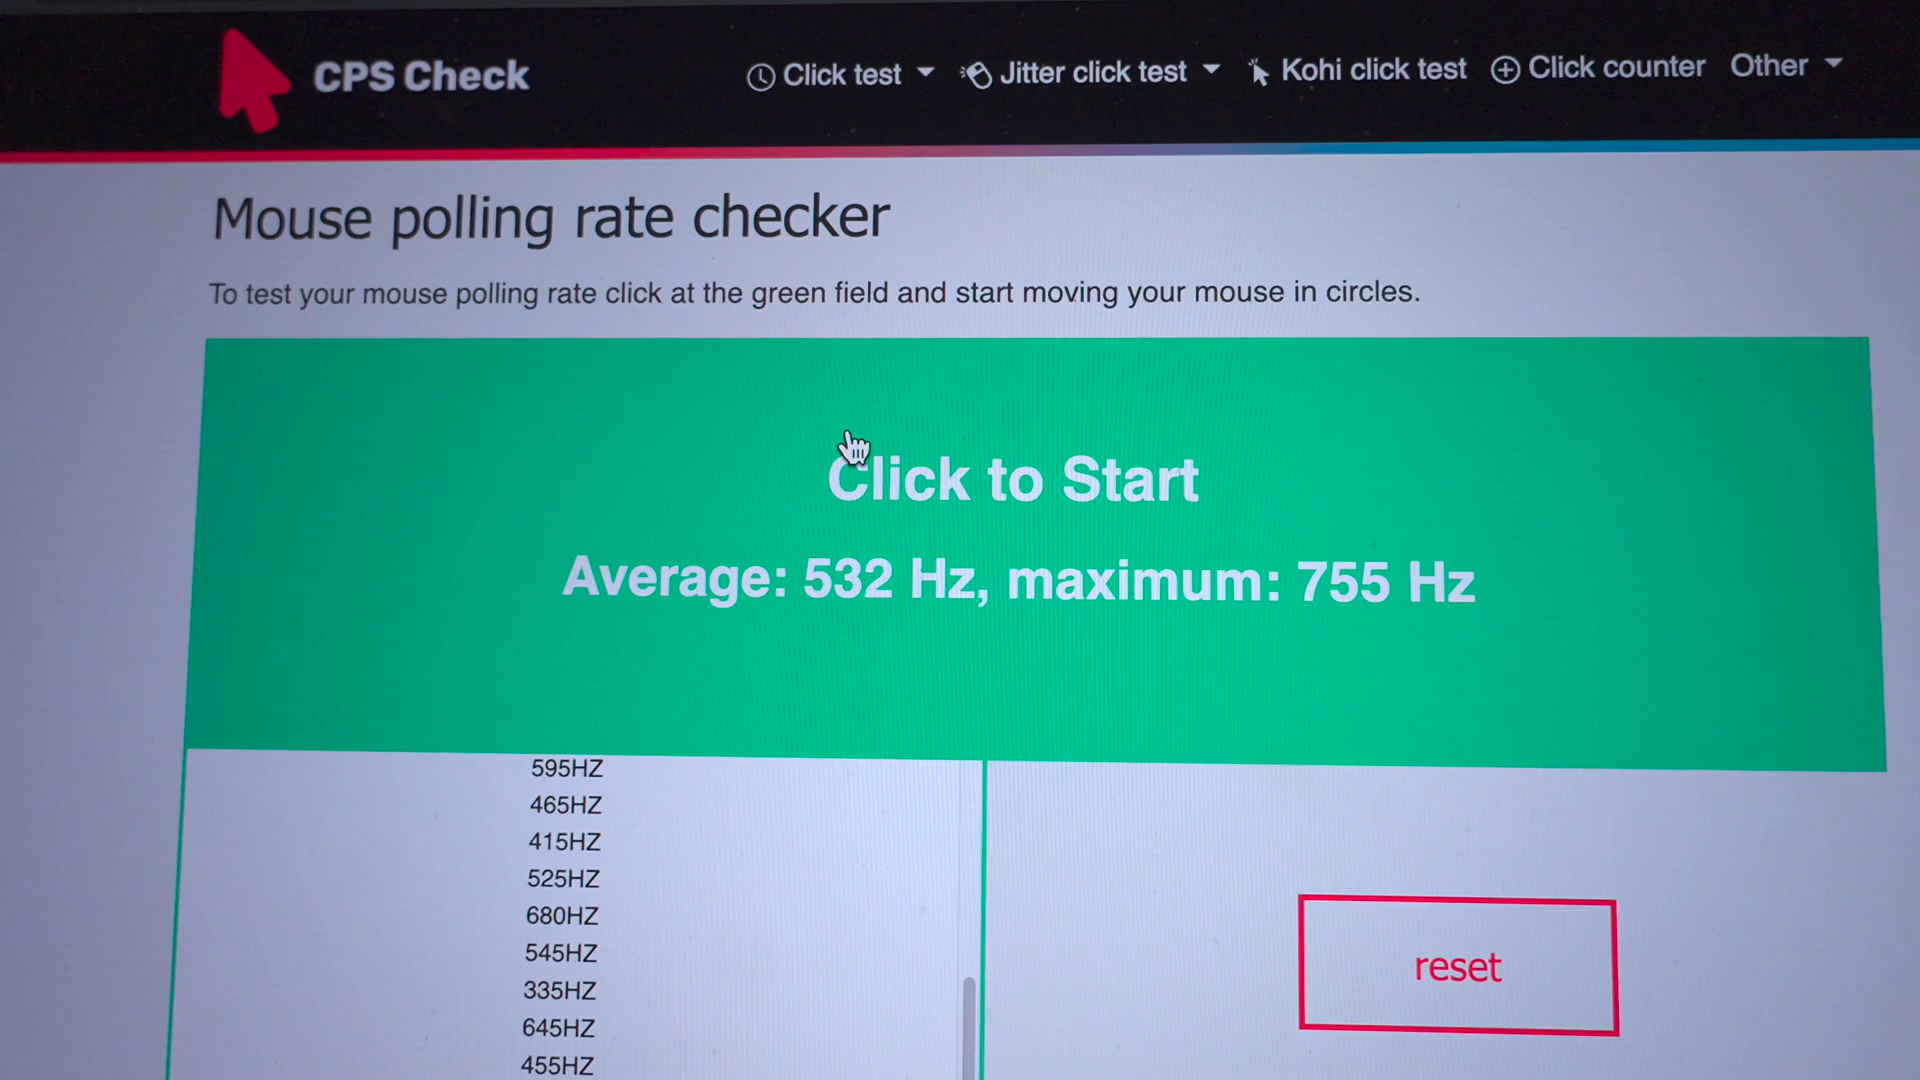 CPS Check
Click test
Jitter click test
Kohi click test
Click counter
Other
Mouse polling rate checker
To test your mouse polling rate click at the green field and start moving your mouse in circles.
Click to Start
Average: 532 Hz, maximum: 755 Hz
595HZ
465HZ
415HZ
525HZ
680HZ
545HZ
335HZ
645HZ
455HZ
reset